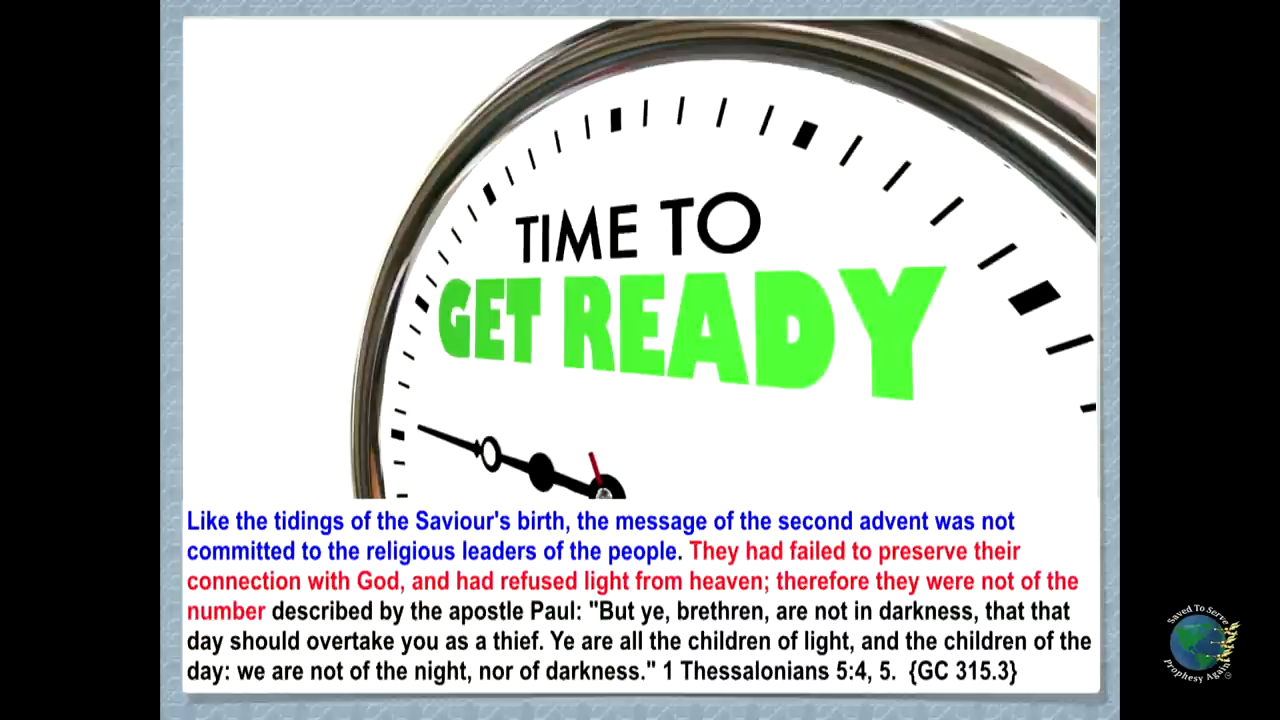 TIME TO
GET READY
Like the tidings of the Saviour's birth, the message of the second advent was not
committed to the religious leaders of the people. They had failed to preserve their
connection with God, and had refused light from heaven; therefore they were not of the
number described by the apostle Paul: "But ye, brethren, are not in darkness, that that
day should overtake you as a thief. Ye are all the children of light, and the children of the
day: we are not of the night, nor of darkness." 1 Thessalonians 5:4, 5.  {GC 315.3}
Saved To Serve
Prophesy Again